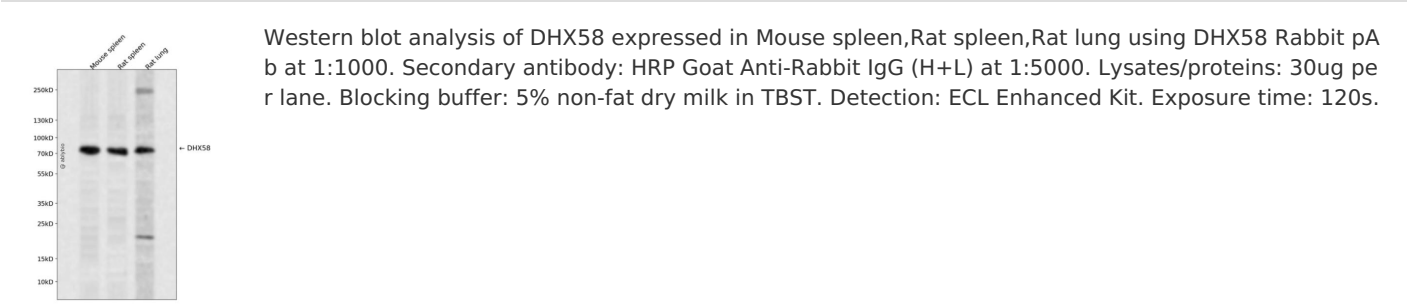 Mouse spleen
Rat spleen
Rat lung
Western blot analysis of DHX58 expressed in Mouse spleen,Rat spleen,Rat lung using DHX58 Rabbit pA
b at 1:1000. Secondary antibody: HRP Goat Anti-Rabbit IgG (H+L) at 1:5000. Lysates/proteins: 30ug pe
r lane. Blocking buffer: 5% non-fat dry milk in TBST. Detection: ECL Enhanced Kit. Exposure time: 120s.
250kD
130kD
100kD
70kD
← DHX58
55kD
35kD
25kD
15kD
10kD